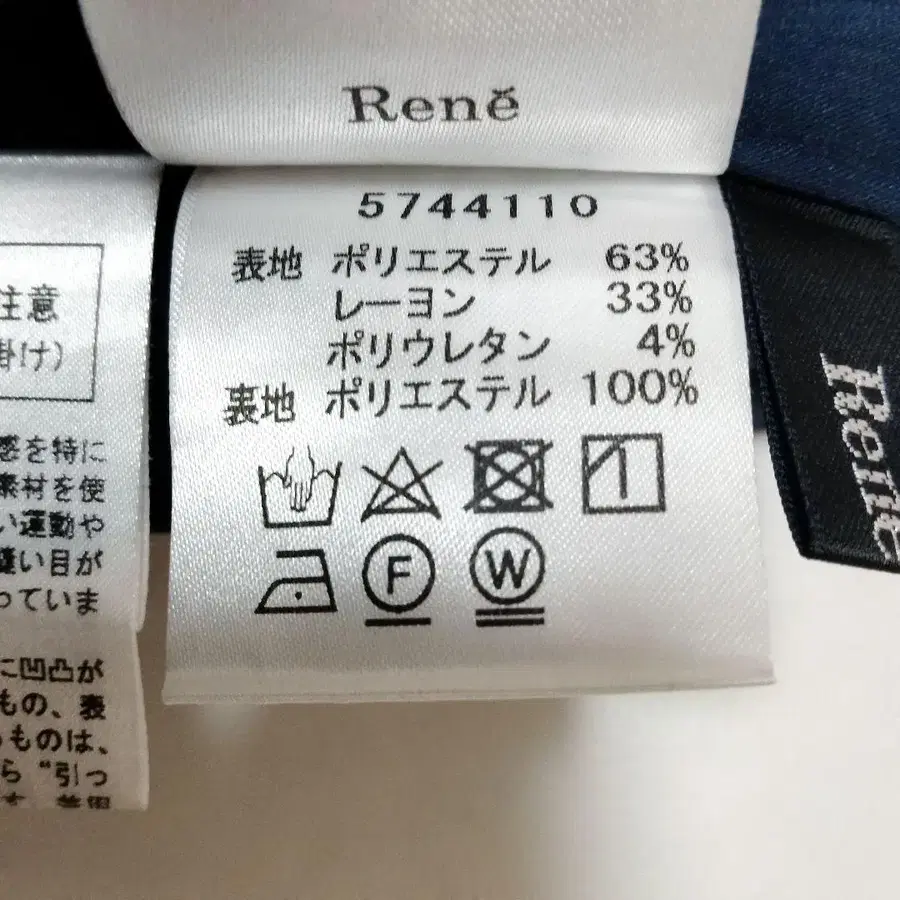 René
5744110
表地 ポリエステル 63%
レーヨン 33%
ポリウレタン 4%
裏地 ポリエステル 100%
F
W
René
注意
掛け)
感を特に
素材を使
い運動や
縫い目が
っていま
に凹凸が
もの、表
ものは、
ら“引っ